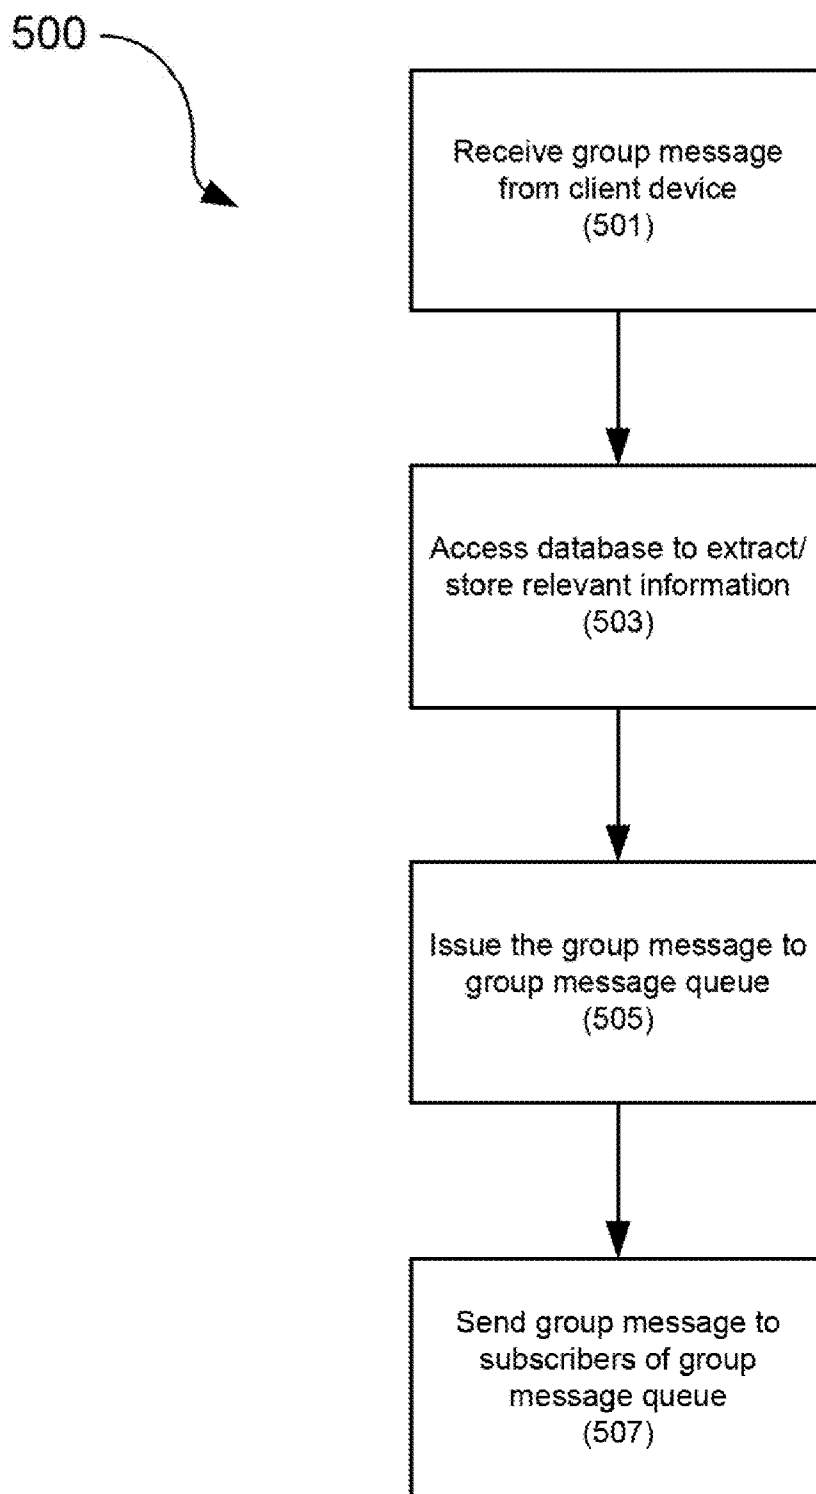 500
Receive group message
from client device
(501)
Access database to extract/
store relevant information
(503)
Issue the group message to
group message queue
(505)
Send group message to
subscribers of group
message queue
(507)